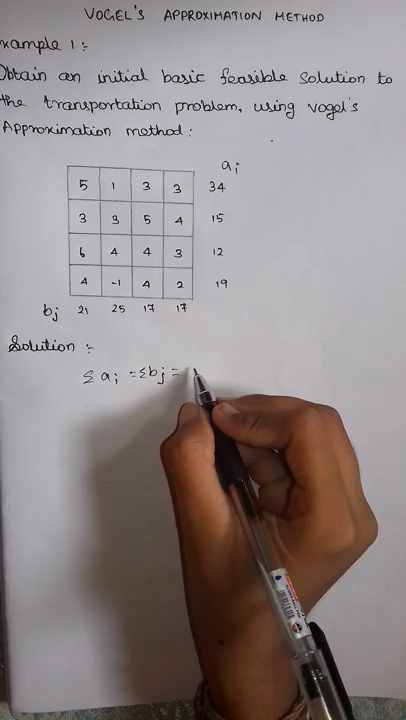 VOGEL'S APPROXIMATION METHOD
xample 1:-
Obtain an initial basic feasible solution to
the transportation problem, using Vogel's
Approximation method:
ai
5 1 3 3 34
3 3 5 4 15
6 4 4 3 12
4 -1 4 2 19
bj 21 25 17 17
Solution:-
Σai = Σbj =